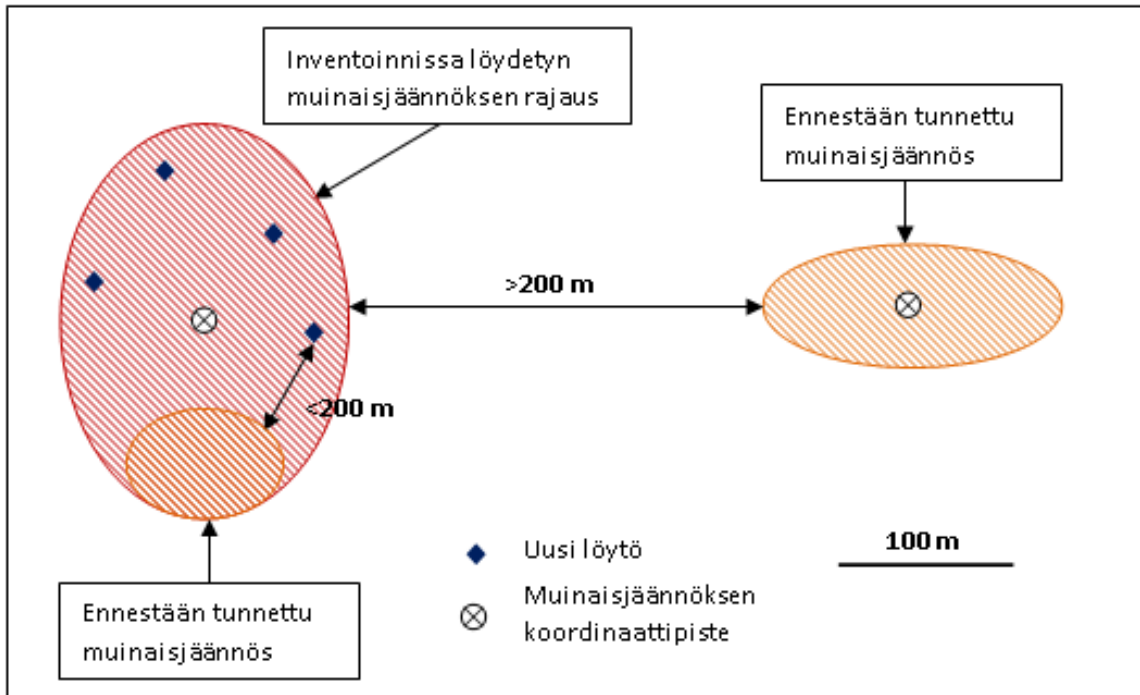 Inventoinnissa löydetyn
muinaisjäännöksen rajaus
Ennestään tunnettu
muinaisjäännös
>200 m
<200 m
Uusi löytö
100 m
Muinaisjäännöksen
koordinaattipiste
Ennestään tunnettu
muinaisjäännös